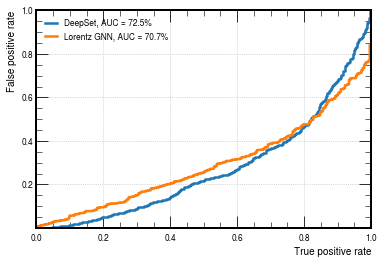 1.0
DeepSet, AUC = 72.5%
Lorentz GNN, AUC = 70.7%
False positive rate
0.8
0.6
0.4
0.2
0.0 0.2 0.4 0.6 0.8 1.0
True positive rate